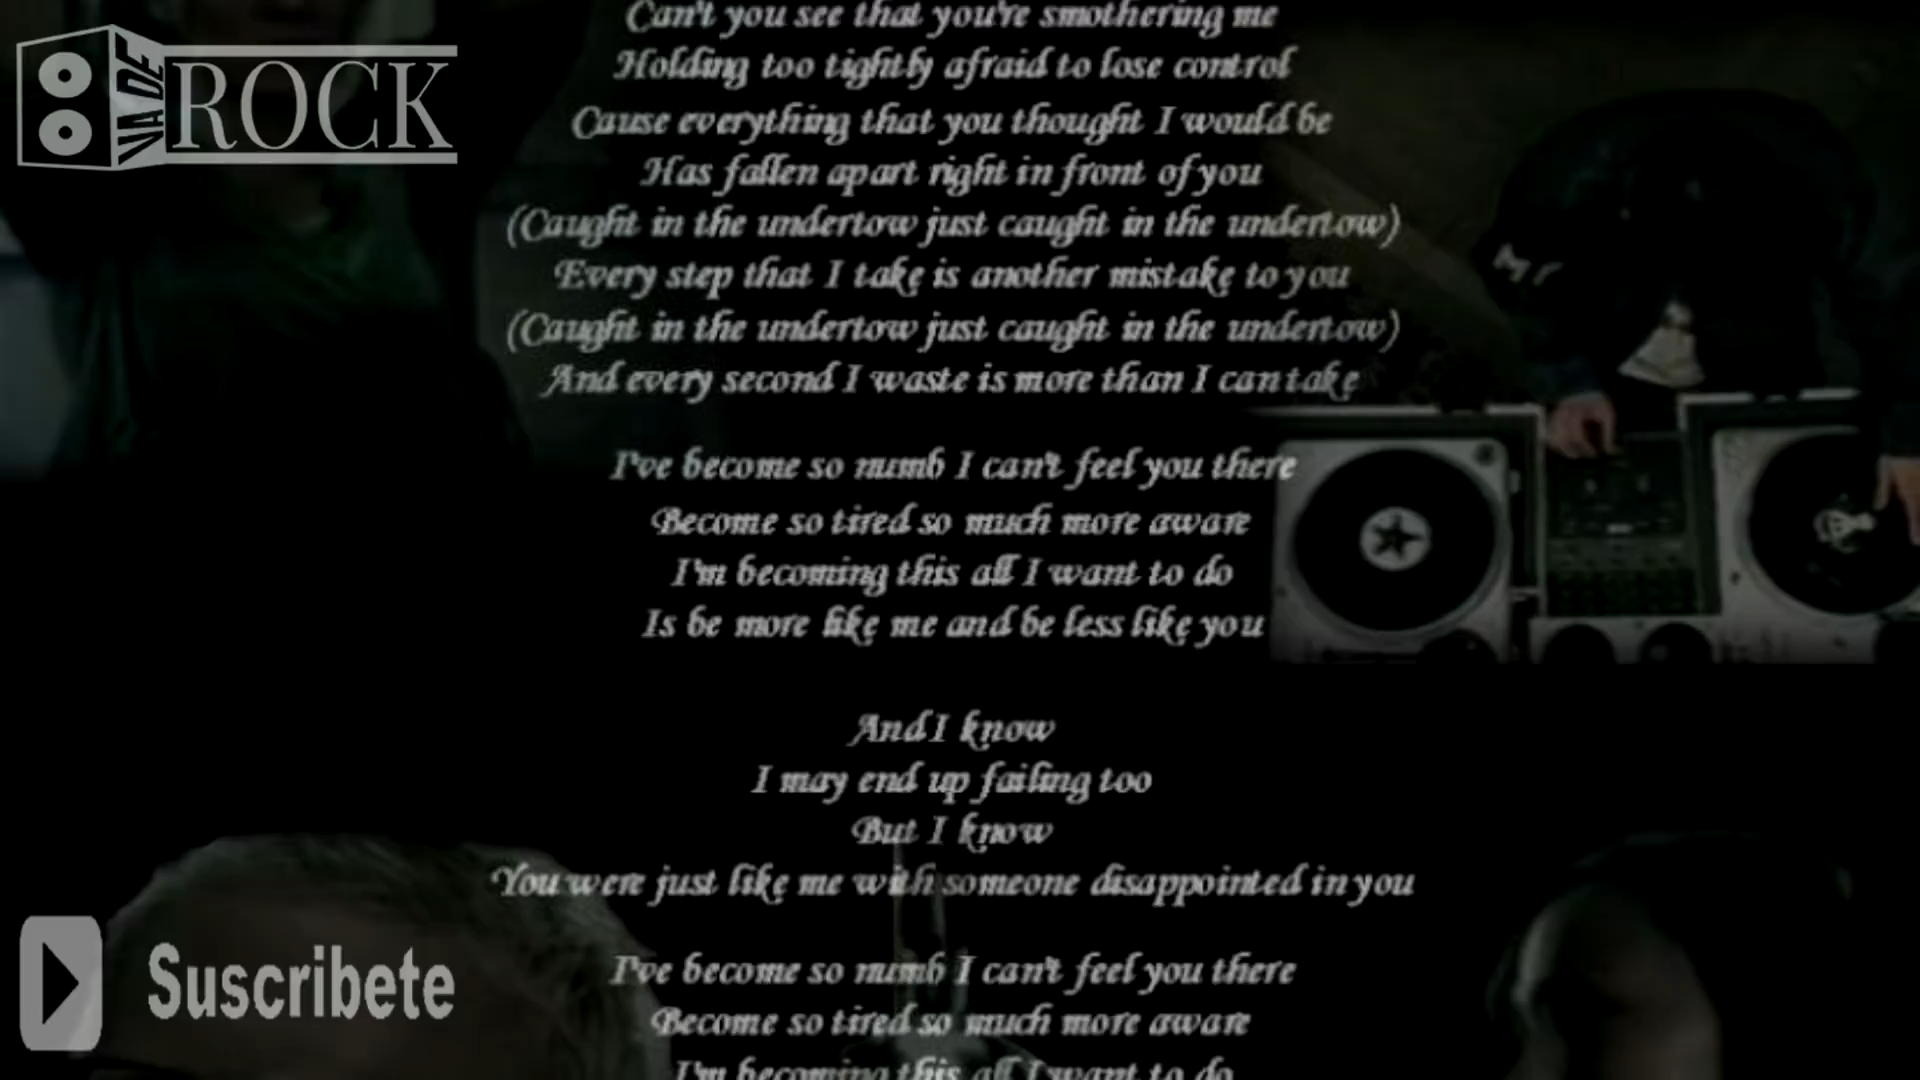 Can't you see that you're smothering me
Holding too tightly afraid to lose control
Cause everything that you thought I would be
Has fallen apart right in front of you
(Caught in the undertow just caught in the undertow)
Every step that I take is another mistake to you
(Caught in the undertow just caught in the undertow)
And every second I waste is more than I can take
I've become so numb I can't feel you there
Become so tired so much more aware
I'm becoming this all I want to do
Is be more like me and be less like you
And I know
I may end up failing too
But I know
You were just like me with someone disappointed in you
I've become so numb I can't feel you there
Become so tired so much more aware
I'm becoming this all I want to do
VA DE ROCK
Suscribete